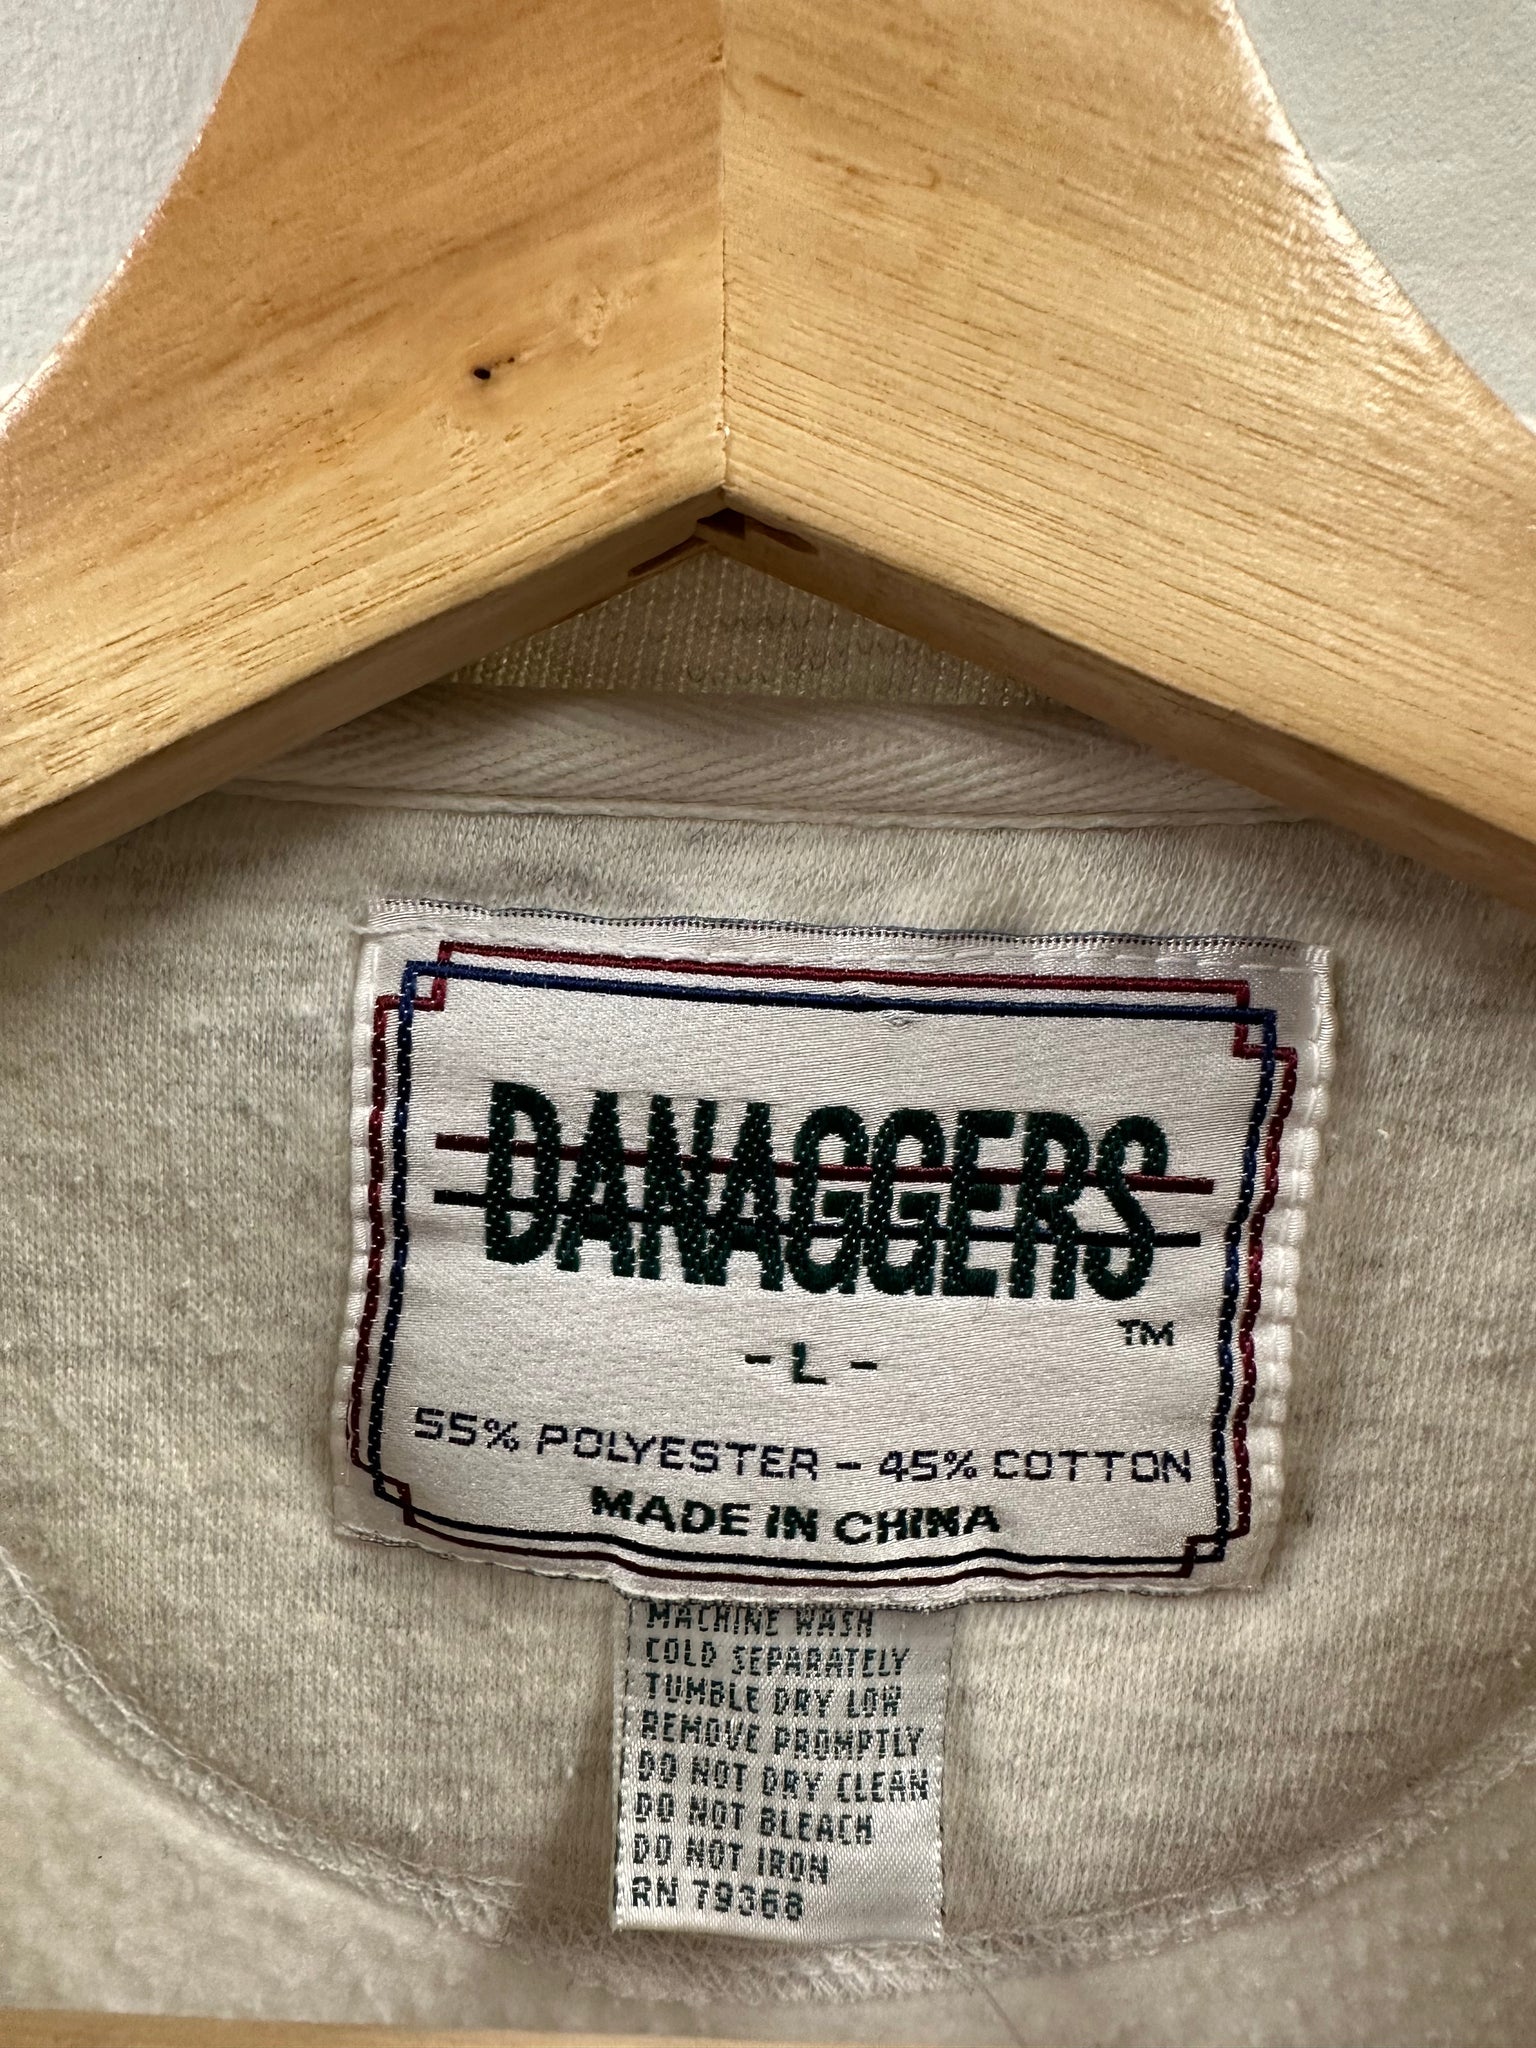 DANAGGERS
TM
- L -
55% POLYESTER - 45% COTTON
MADE IN CHINA
MACHINE WASH
COLD SEPARATELY
TUMBLE DRY LOW
REMOVE PROMPTLY
DO NOT DRY CLEAN
DO NOT BLEACH
DO NOT IRON
RN 79368